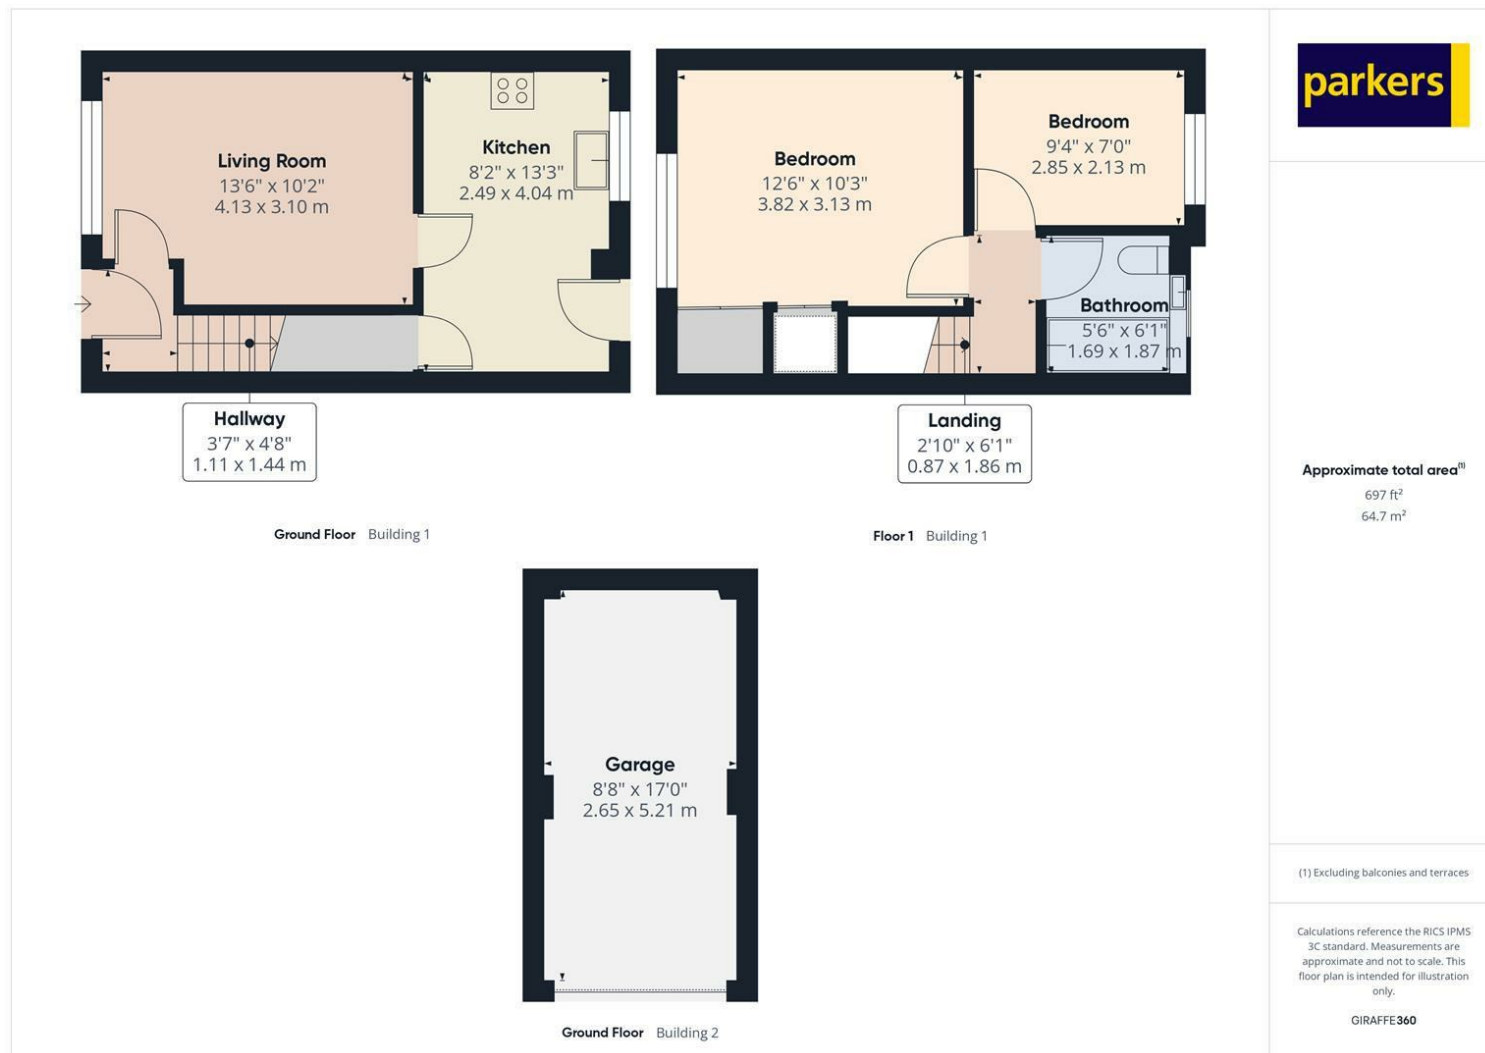 parkers
Living Room
13'6" x 10'2"
4.13 x 3.10 m
Kitchen
8'2" x 13'3"
2.49 x 4.04 m
Hallway
3'7" x 4'8"
1.11 x 1.44 m
Ground Floor Building 1
Bedroom
12'6" x 10'3"
3.82 x 3.13 m
Bedroom
9'4" x 7'0"
2.85 x 2.13 m
Bathroom
5'6" x 6'1"
1.69 x 1.87 m
Landing
2'10" x 6'1"
0.87 x 1.86 m
Floor 1 Building 1
Garage
8'8" x 17'0"
2.65 x 5.21 m
Ground Floor Building 2
Approximate total area⁽¹⁾
697 ft²
64.7 m²
(1) Excluding balconies and terraces
Calculations reference the RICS IPMS
3C standard. Measurements are
approximate and not to scale. This
floor plan is intended for illustration
only.
GIRAFFE360